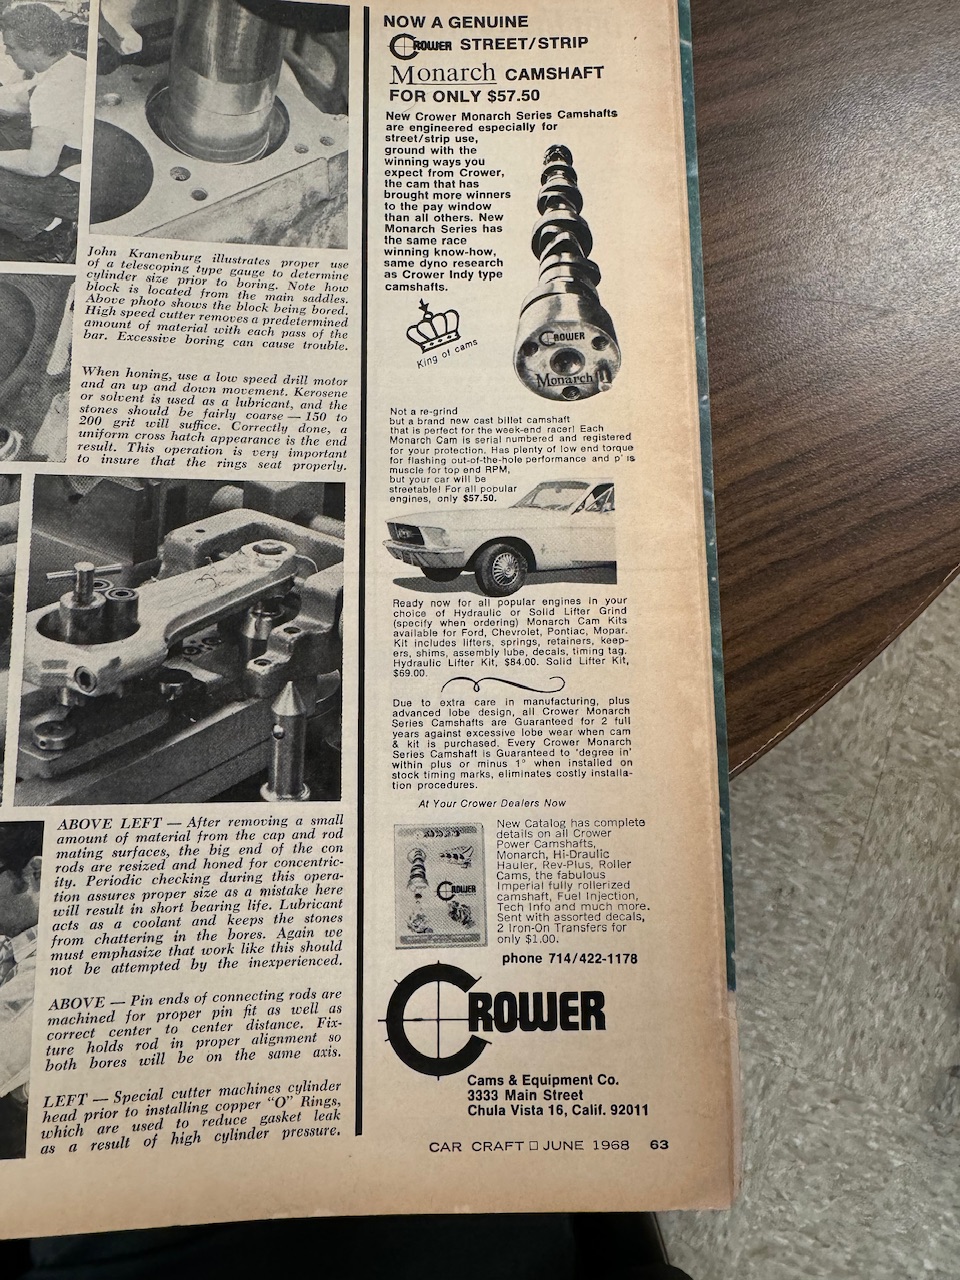 John Kranenburg illustrates proper use
of a telescoping type gauge to determine
cylinder size prior to boring. Note how
block is located from the main saddles.
Above photo shows the block being bored.
High speed cutter removes a predetermined
amount of material with each pass of the
bar. Excessive boring can cause trouble.
When honing, use a low speed drill motor
and an up and down movement. Kerosene
or solvent is used as a lubricant, and the
stones should be fairly coarse — 150 to
200 grit will suffice. Correctly done, a
uniform cross hatch appearance is the end
result. This operation is very important
to insure that the rings seat properly.
ABOVE LEFT — After removing a small
amount of material from the cap and rod
mating surfaces, the big end of the con
rods are resized and honed for concentric-
ity. Periodic checking during this opera-
tion assures proper size as a mistake here
will result in short bearing life. Lubricant
acts as a coolant and keeps the stones
from chattering in the bores. Again we
must emphasize that work like this should
not be attempted by the inexperienced.
ABOVE — Pin ends of connecting rods are
machined for proper pin fit as well as
correct center to center distance. Fix-
ture holds rod in proper alignment so
both bores will be on the same axis.
LEFT — Special cutter machines cylinder
head prior to installing copper "O" Rings,
which are used to reduce gasket leak
as a result of high cylinder pressure.
NOW A GENUINE
CROWER STREET/STRIP
Monarch CAMSHAFT
FOR ONLY $57.50
New Crower Monarch Series Camshafts
are engineered especially for
street/strip use,
ground with the
winning ways you
expect from Crower,
the cam that has
brought more winners
to the pay window
than all others. New
Monarch Series has
the same race
winning know-how,
same dyno research
as Crower Indy type
camshafts.
King of cams
CROWER
Monarch
Not a re-grind
but a brand new cast billet camshaft
that is perfect for the week-end racer! Each
Monarch Cam is serial numbered and registered
for your protection. Has plenty of low end torque
for flashing out-of-the-hole performance and
muscle for top end RPM,
but your car will be
streetable! For all popular
engines, only $57.50.
Ready now for all popular engines in your
choice of Hydraulic or Solid Lifter Grind
(specify when ordering) Monarch Cam Kits
available for Ford, Chevrolet, Pontiac, Mopar.
Kit includes lifters, springs, retainers, keep-
ers, shims, assembly lube, decals, timing tag.
Hydraulic Lifter Kit, $84.00. Solid Lifter Kit,
$69.00.
Due to extra care in manufacturing, plus
advanced lobe design, all Crower Monarch
Series Camshafts are Guaranteed for 2 full
years against excessive lobe wear when cam
& kit is purchased. Every Crower Monarch
Series Camshaft is Guaranteed to 'degree in'
within plus or minus 1° when installed on
stock timing marks, eliminates costly installa-
tion procedures.
At Your Crower Dealers Now
CROWER
New Catalog has complete
details on all Crower
Power Camshafts,
Monarch, Hi-Draulic
Hauler, Rev-Plus, Roller
Cams, the fabulous
Imperial fully rollerized
camshaft, Fuel Injection,
Tech Info and much more.
Sent with assorted decals,
2 Iron-On Transfers for
only $1.00.
phone 714/422-1178
CROWER
Cams & Equipment Co.
3333 Main Street
Chula Vista 16, Calif. 92011
CAR CRAFT □ JUNE 1968 63